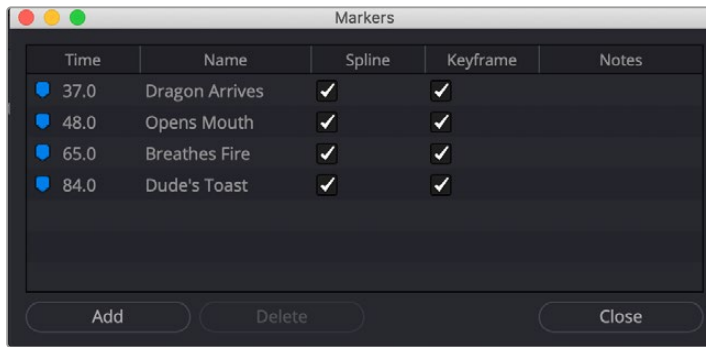 Markers
Time Name Spline Keyframe Notes
37.0 Dragon Arrives
48.0 Opens Mouth
65.0 Breathes Fire
84.0 Dude's Toast
Add Delete Close